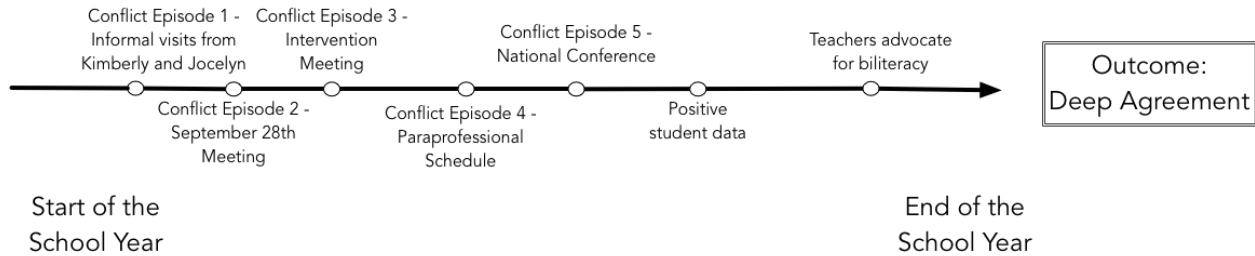 Conflict Episode 1 -
Informal visits from
Kimberly and Jocelyn
Conflict Episode 2 -
September 28th
Meeting
Conflict Episode 3 -
Intervention
Meeting
Conflict Episode 4 -
Paraprofessional
Schedule
Conflict Episode 5 -
National Conference
Positive
student data
Teachers advocate
for biliteracy
Outcome:
Deep Agreement
Start of the
School Year
End of the
School Year